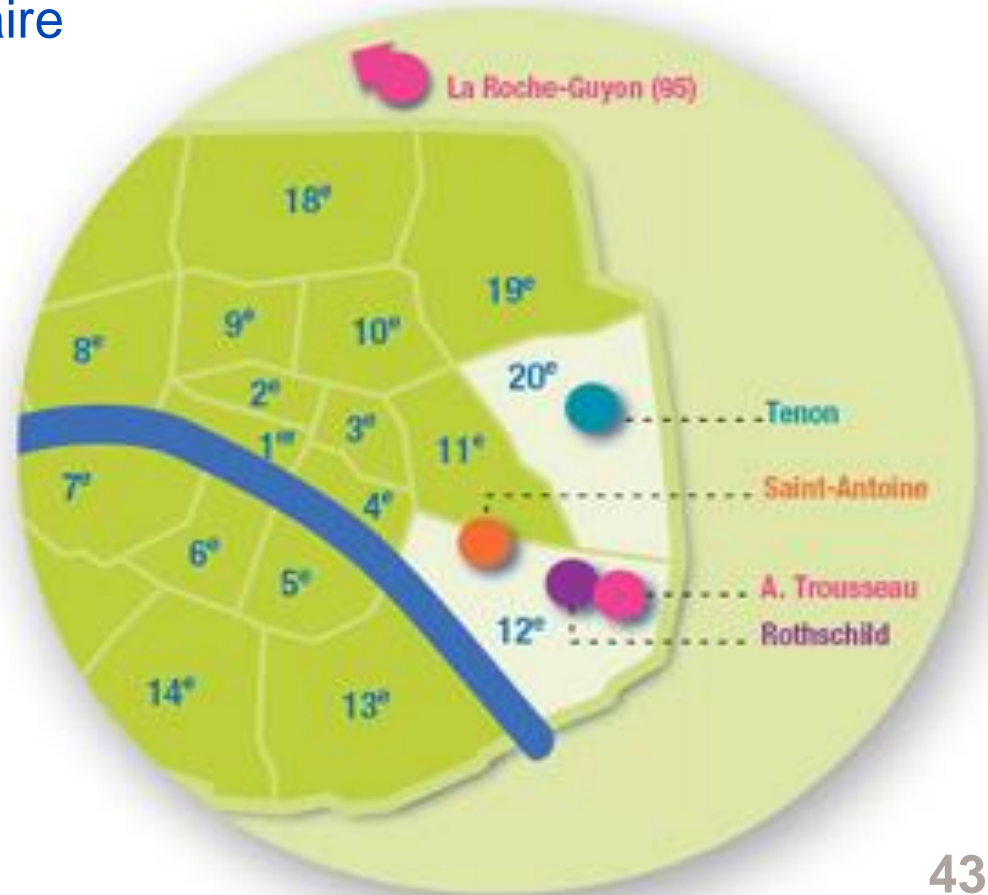 aire
La Roche-Guyon (95)
18e
19e
9e
10e
8e
20e
2e
Tenon
3e
1er
11e
7e
Saint-Antoine
4e
6e
5e
A. Trousseau
12e
Rothschild
14e
13e
43